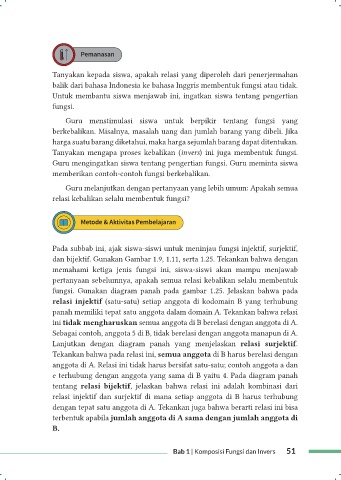 Pemanasan
Tanyakan kepada siswa, apakah relasi yang diperoleh dari penerjermahan
balik dari bahasa Indonesia ke bahasa Inggris membentuk fungsi atau tidak.
Untuk membantu siswa menjawab ini, ingatkan siswa tentang pengertian
fungsi.
Guru menstimulasi siswa untuk berpikir tentang fungsi yang
berkebalikan. Misalnya, masalah uang dan jumlah barang yang dibeli. Jika
harga suatu barang diketahui, maka harga sejumlah barang dapat ditentukan.
Tanyakan mengapa proses kebalikan (invers) ini juga membentuk fungsi.
Guru mengingatkan siswa tentang pengertian fungsi. Guru meminta siswa
memberikan contoh-contoh fungsi berkebalikan.
Guru melanjutkan dengan pertanyaan yang lebih umum: Apakah semua
relasi kebalikan selalu membentuk fungsi?
Metode & Aktivitas Pembelajaran
Pada subbab ini, ajak siswa-siswi untuk meninjau fungsi injektif, surjektif,
dan bijektif. Gunakan Gambar 1.9, 1.11, serta 1.25. Tekankan bahwa dengan
memahami ketiga jenis fungsi ini, siswa-siswi akan mampu menjawab
pertanyaan sebelumnya, apakah semua relasi kebalikan selalu membentuk
fungsi. Gunakan diagram panah pada gambar 1.25. Jelaskan bahwa pada
relasi injektif (satu-satu) setiap anggota di kodomain B yang terhubung
panah memiliki tepat satu anggota dalam domain A. Tekankan bahwa relasi
ini tidak mengharuskan semua anggota di B berelasi dengan anggota di A.
Sebagai contoh, anggota 5 di B, tidak berelasi dengan anggota manapun di A.
Lanjutkan dengan diagram panah yang menjelaskan relasi surjektif.
Tekankan bahwa pada relasi ini, semua anggota di B harus berelasi dengan
anggota di A. Relasi ini tidak harus bersifat satu-satu; contoh anggota a dan
e terhubung dengan anggota yang sama di B yaitu 4. Pada diagram panah
tentang relasi bijektif, jelaskan bahwa relasi ini adalah kombinasi dari
relasi injektif dan surjektif di mana setiap anggota di B harus terhubung
dengan tepat satu anggota di A. Tekankan juga bahwa berarti relasi ini bisa
terbentuk apabila jumlah anggota di A sama dengan jumlah anggota di
B.
Bab 1 | Komposisi Fungsi dan Invers 51